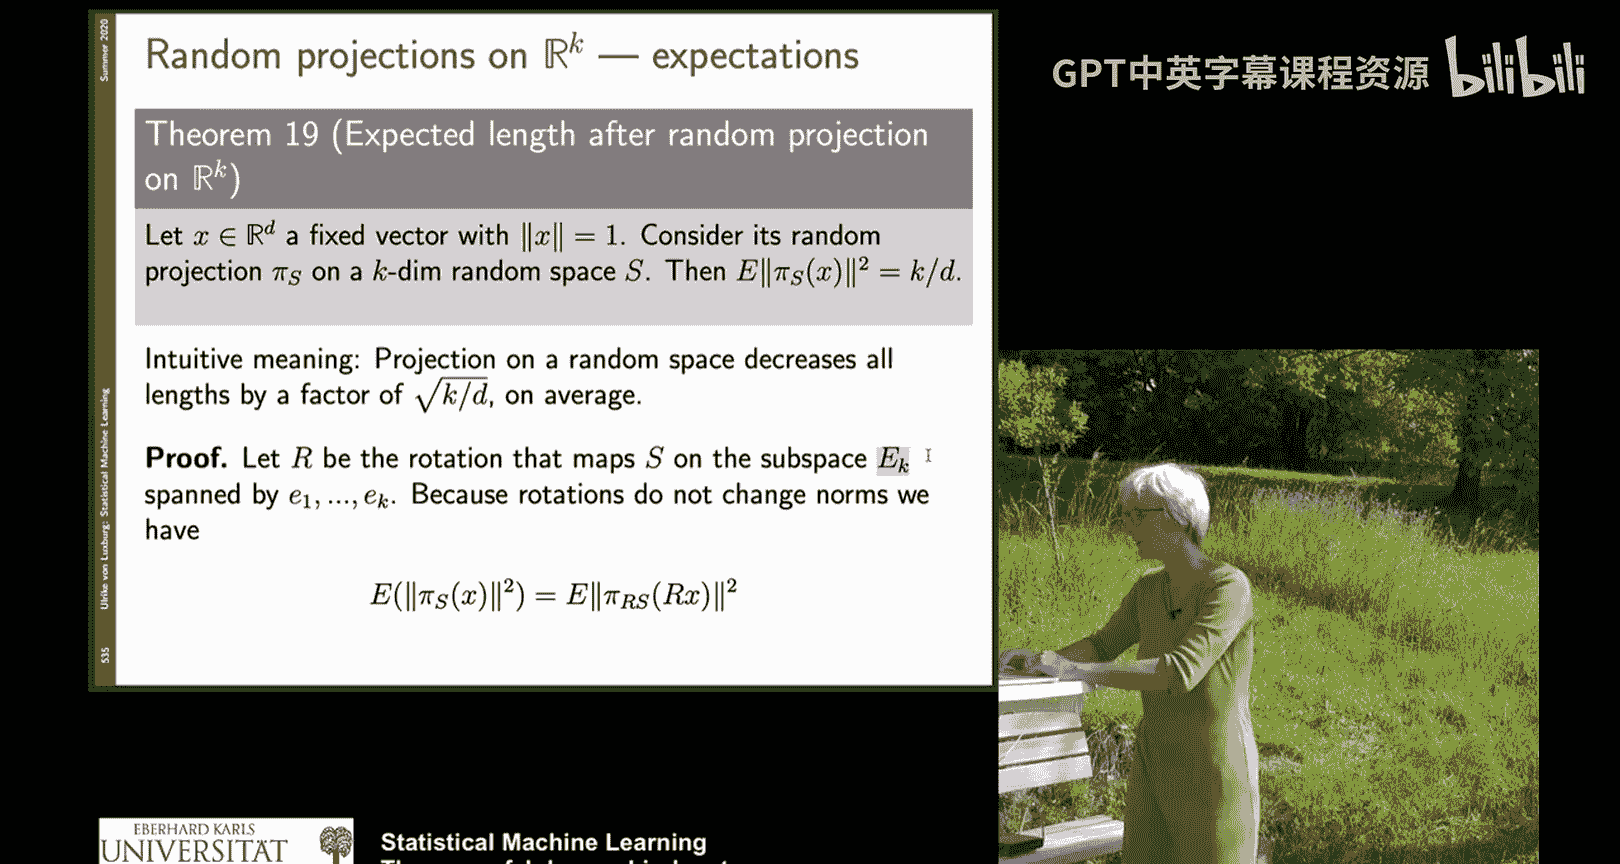 Random projections on ℝᵏ — expectations
Theorem 19 (Expected length after random projection
on ℝᵏ)
Let x ∈ ℝᵈ a fixed vector with ‖x‖ = 1. Consider its random
projection π_S on a k-dim random space S. Then E‖π_S(x)‖² = k/d.
Intuitive meaning: Projection on a random space decreases all
lengths by a factor of √(k/d), on average.
Proof. Let R be the rotation that maps S on the subspace E_k
spanned by e₁, ..., e_k. Because rotations do not change norms we
have
E(‖π_S(x)‖²) = E‖π_RS(Rx)‖²
Summer 2020
Ulrike von Luxburg: Statistical Machine Learning
535
GPT中英字幕课程资源 bilibili
EBERHARD KARLS
UNIVERSITÄT
Statistical Machine Learning